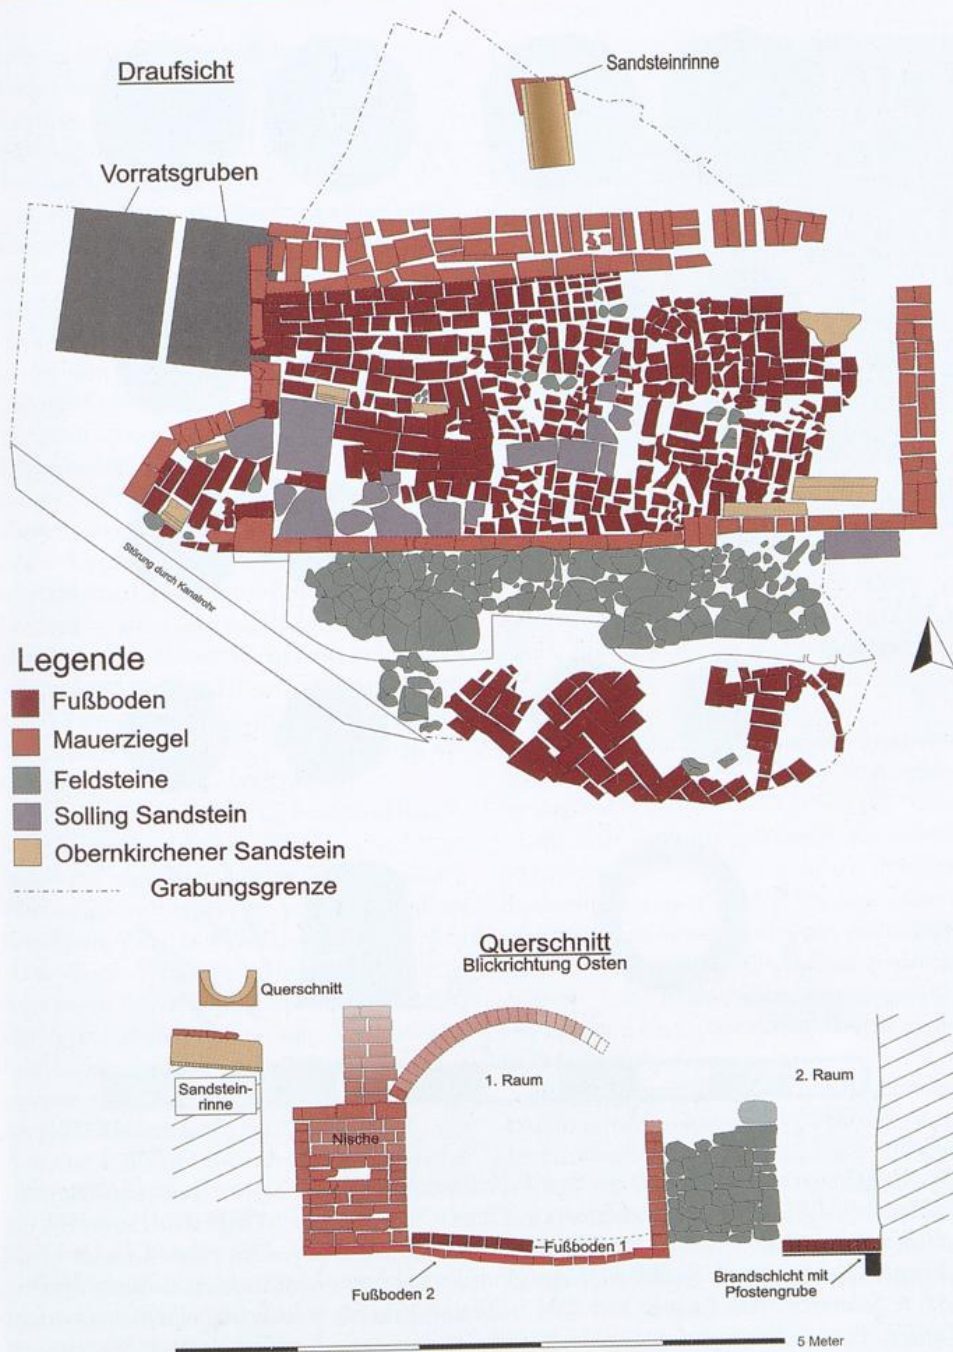 Draufsicht
Sandsteinrinne
Vorratsgruben
Störung durch Kanalrohr
Legende
Fußboden
Mauerziegel
Feldsteine
Solling Sandstein
Obernkirchener Sandstein
Grabungsgrenze
Querschnitt
Blickrichtung Osten
Querschnitt
Sandstein-
rinne
Nische
1. Raum
2. Raum
Fußboden 1
Fußboden 2
Brandschicht mit
Pfostengrube
5 Meter